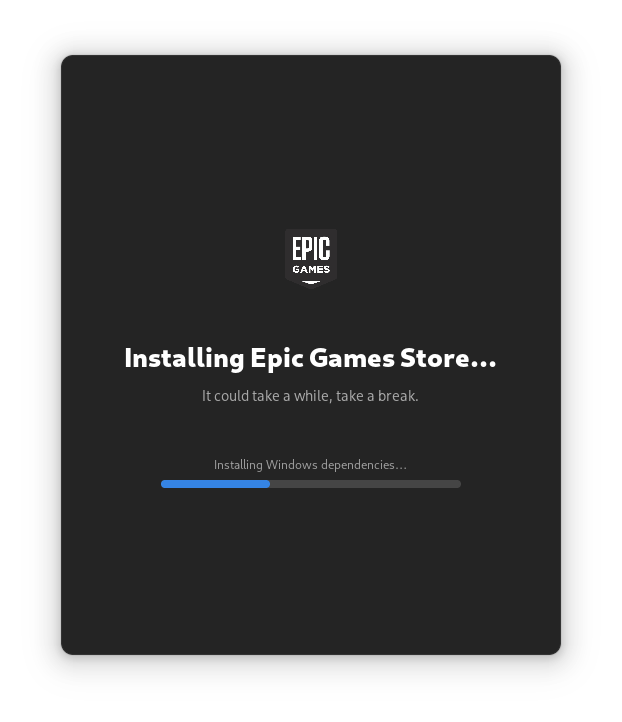 EPIC
GAMES
Installing Epic Games Store…
It could take a while, take a break.
Installing Windows dependencies…